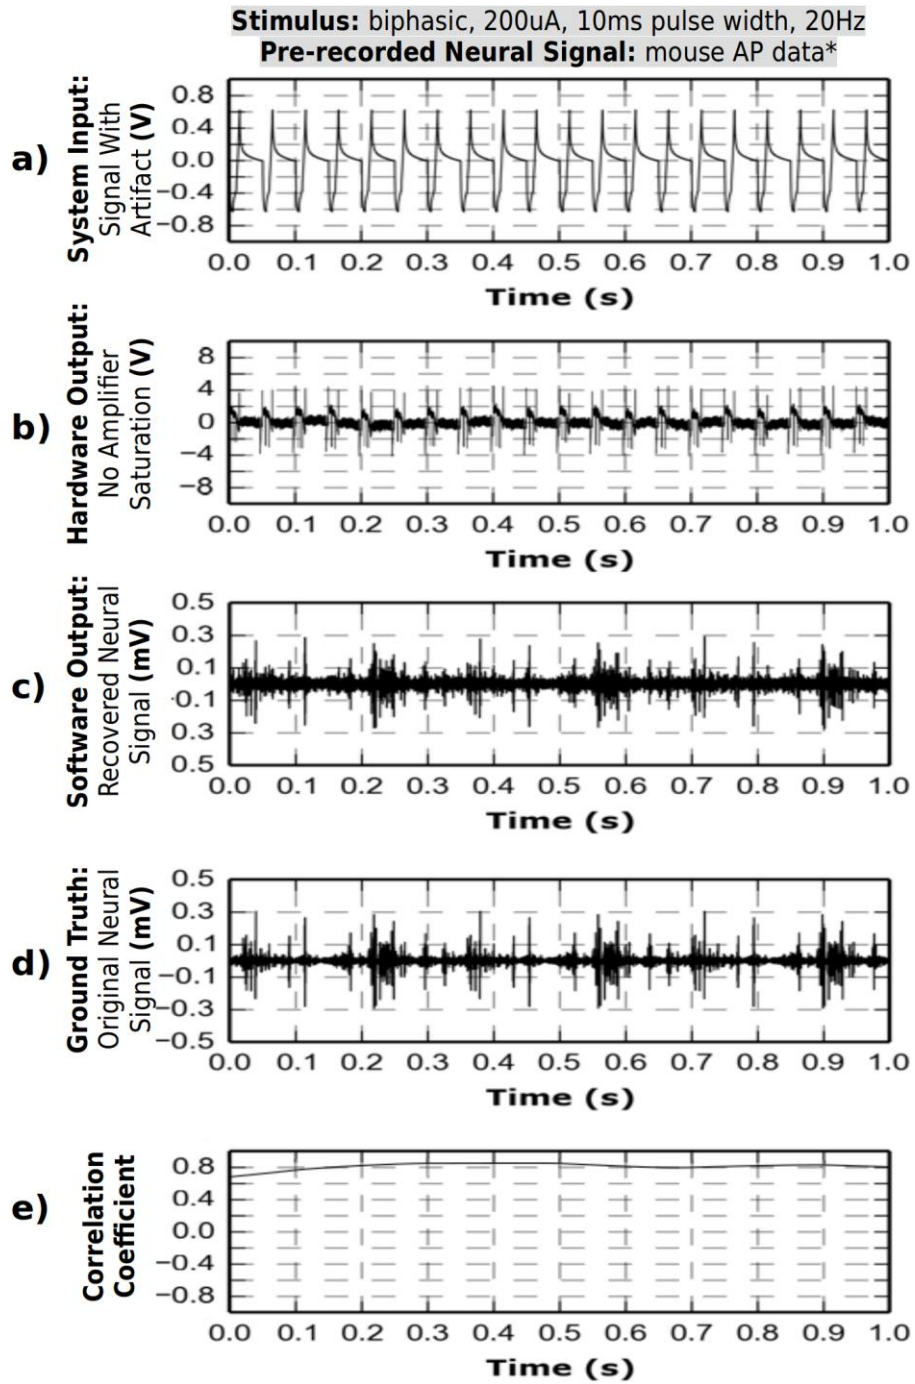 Stimulus: biphasic, 200uA, 10ms pulse width, 20Hz
Pre-recorded Neural Signal: mouse AP data*
a)
System Input:
Signal With
Artifact (V)
0.8
0.4
0.0
−0.4
−0.8
0.0 0.1 0.2 0.3 0.4 0.5 0.6 0.7 0.8 0.9 1.0
Time (s)
b)
Hardware Output:
No Amplifier
Saturation (V)
8
4
0
−4
−8
0.0 0.1 0.2 0.3 0.4 0.5 0.6 0.7 0.8 0.9 1.0
Time (s)
c)
Software Output:
Recovered Neural
Signal (mV)
0.5
0.3
0.1
·0.1
0.3
0.5
0.0 0.1 0.2 0.3 0.4 0.5 0.6 0.7 0.8 0.9 1.0
Time (s)
d)
Ground Truth:
Original Neural
Signal (mV)
0.5
0.3
0.1
−0.1
−0.3
−0.5
0.0 0.1 0.2 0.3 0.4 0.5 0.6 0.7 0.8 0.9 1.0
Time (s)
e)
Correlation
Coefficient
0.8
0.4
0.0
−0.4
−0.8
0.0 0.1 0.2 0.3 0.4 0.5 0.6 0.7 0.8 0.9 1.0
Time (s)